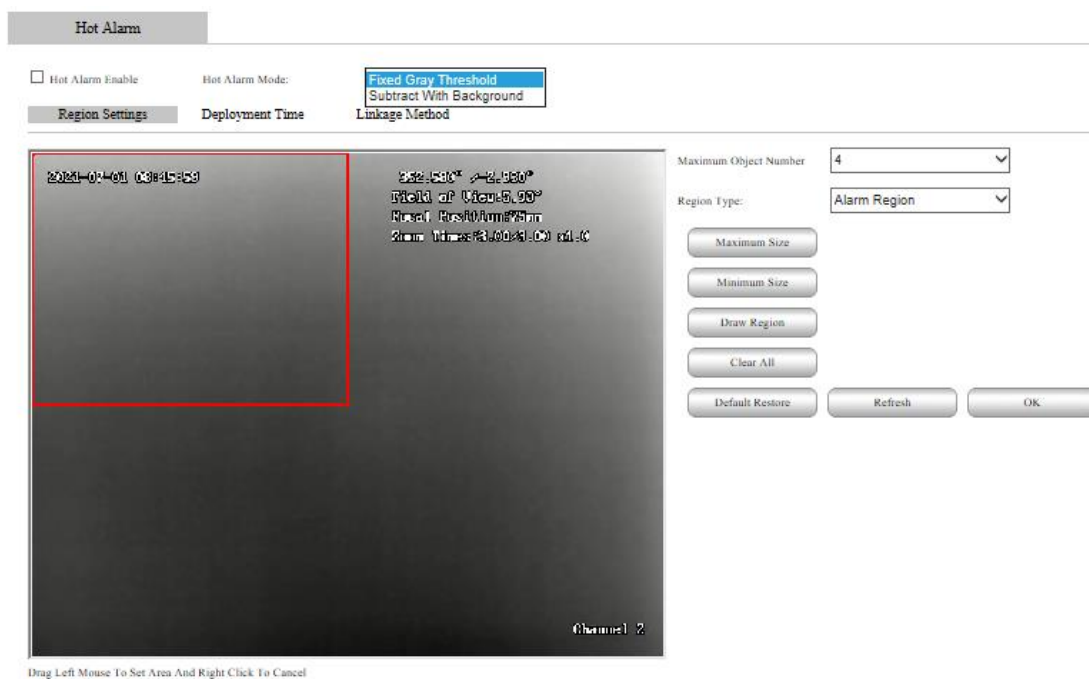 Hot Alarm
Hot Alarm Enable
Hot Alarm Mode:
Fixed Gray Threshold
Subtract With Background
Region Settings
Deployment Time
Linkage Method
Maximum Object Number
4
Region Type:
Alarm Region
Maximum Size
Minimum Size
Draw Region
Clear All
Default Restore
Refresh
OK
Field of View:
Channel 2
Drag Left Mouse To Set Area And Right Click To Cancel